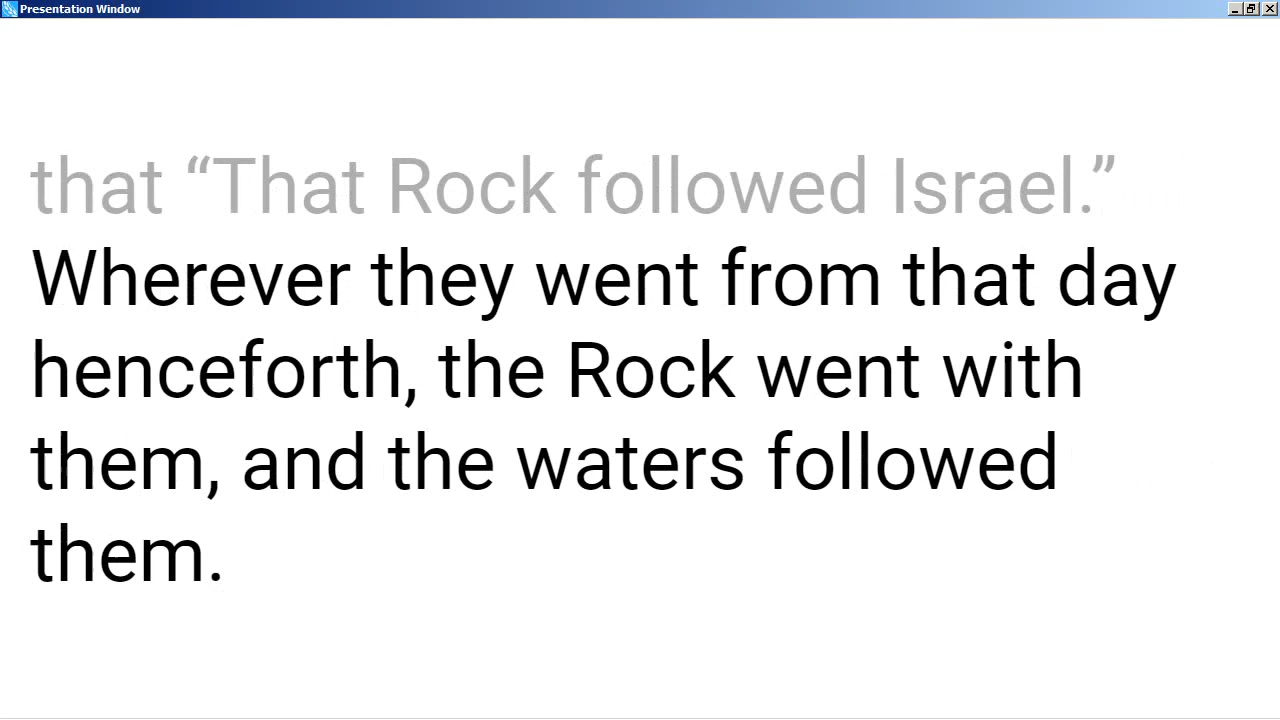 Presentation Window
that “That Rock followed Israel.”
Wherever they went from that day
henceforth, the Rock went with
them, and the waters followed
them.